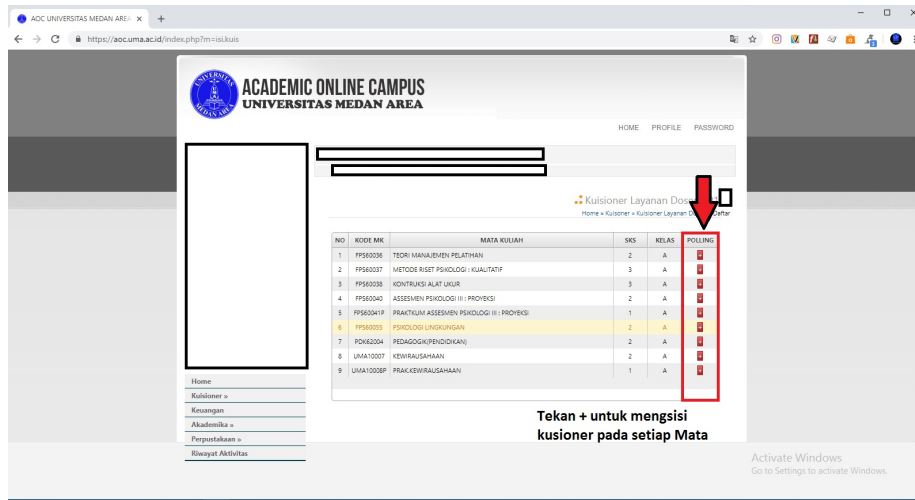 AOC UNIVERSITAS MEDAN AREA
https://aoc.uma.ac.id/index.php?m=isi.kuis
ACADEMIC ONLINE CAMPUS
UNIVERSITAS MEDAN AREA
HOME PROFILE PASSWORD
Kuisioner Layanan
Home » Kuisoner » Kuisioner Layanan Daftar
NO KODE MK MATA KULIAH SKS KELAS POLLING
1 FPS60036 TEORI MANAJEMEN PELATIHAN 2 A +
2 FPS60037 METODE RISET PSIKOLOGI : KUALITATIF 3 A +
3 FPS60038 KONTRUKSI ALAT UKUR 3 A +
4 FPS60040 ASSESMEN PSIKOLOGI III : PROYEKSI 2 A +
5 FPS60041P PRAKTKUM ASSESMEN PSIKOLOGI III : PROYEKSI 1 A +
6 FPS60055 PSIKOLOGI LINGKUNGAN 2 A +
7 PDK62004 PEDAGOGIK(PENDIDIKAN) 2 A +
8 UMA10007 KEWIRAUSAHAAN 2 A +
9 UMA10008P PRAK.KEWIRAUSAHAAN 1 A +
Home
Kuisioner »
Keuangan
Akademika »
Perpustakaan »
Riwayat Aktivitas
Tekan + untuk mengsisi
kusioner pada setiap Mata
Activate Windows
Go to Settings to activate Windows.